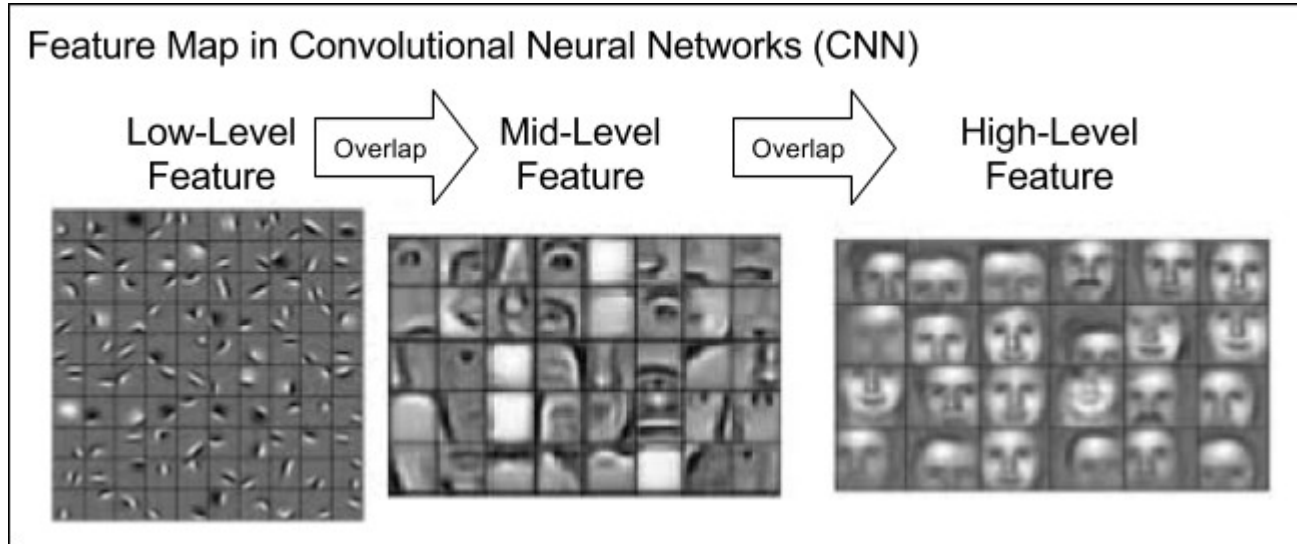 Feature Map in Convolutional Neural Networks (CNN)
Low-Level
Feature
Overlap
Mid-Level
Feature
Overlap
High-Level
Feature